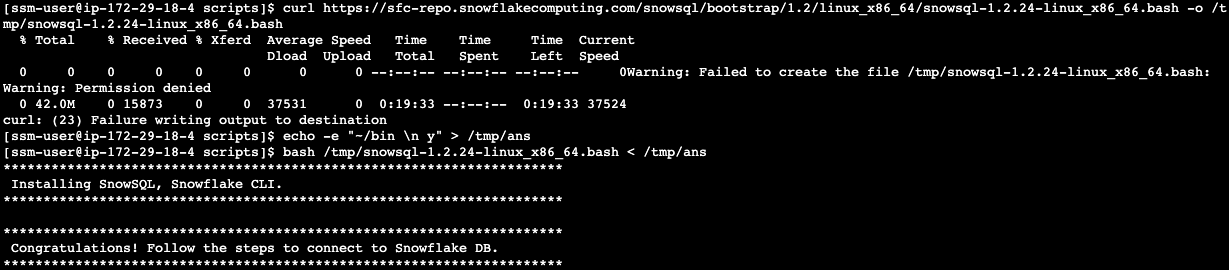 [ssm-user@ip-172-29-18-4 scripts]$ curl https://sfc-repo.snowflakecomputing.com/snowsql/bootstrap/1.2/linux_x86_64/snowsql-1.2.24-linux_x86_64.bash -o /t
mp/snowsql-1.2.24-linux_x86_64.bash
  % Total    % Received % Xferd  Average Speed   Time    Time     Time  Current
                                 Dload  Upload   Total   Spent    Left  Speed
  0     0    0     0    0     0      0      0 --:--:-- --:--:-- --:--:--     0Warning: Failed to create the file /tmp/snowsql-1.2.24-linux_x86_64.bash:
Warning: Permission denied
  0 42.0M    0 15873    0     0  37531      0  0:19:33 --:--:--  0:19:33 37524
curl: (23) Failure writing output to destination
[ssm-user@ip-172-29-18-4 scripts]$ echo -e "~/bin \n y" > /tmp/ans
[ssm-user@ip-172-29-18-4 scripts]$ bash /tmp/snowsql-1.2.24-linux_x86_64.bash < /tmp/ans
**********************************************************************
 Installing SnowSQL, Snowflake CLI.
**********************************************************************

**********************************************************************
 Congratulations! Follow the steps to connect to Snowflake DB.
**********************************************************************